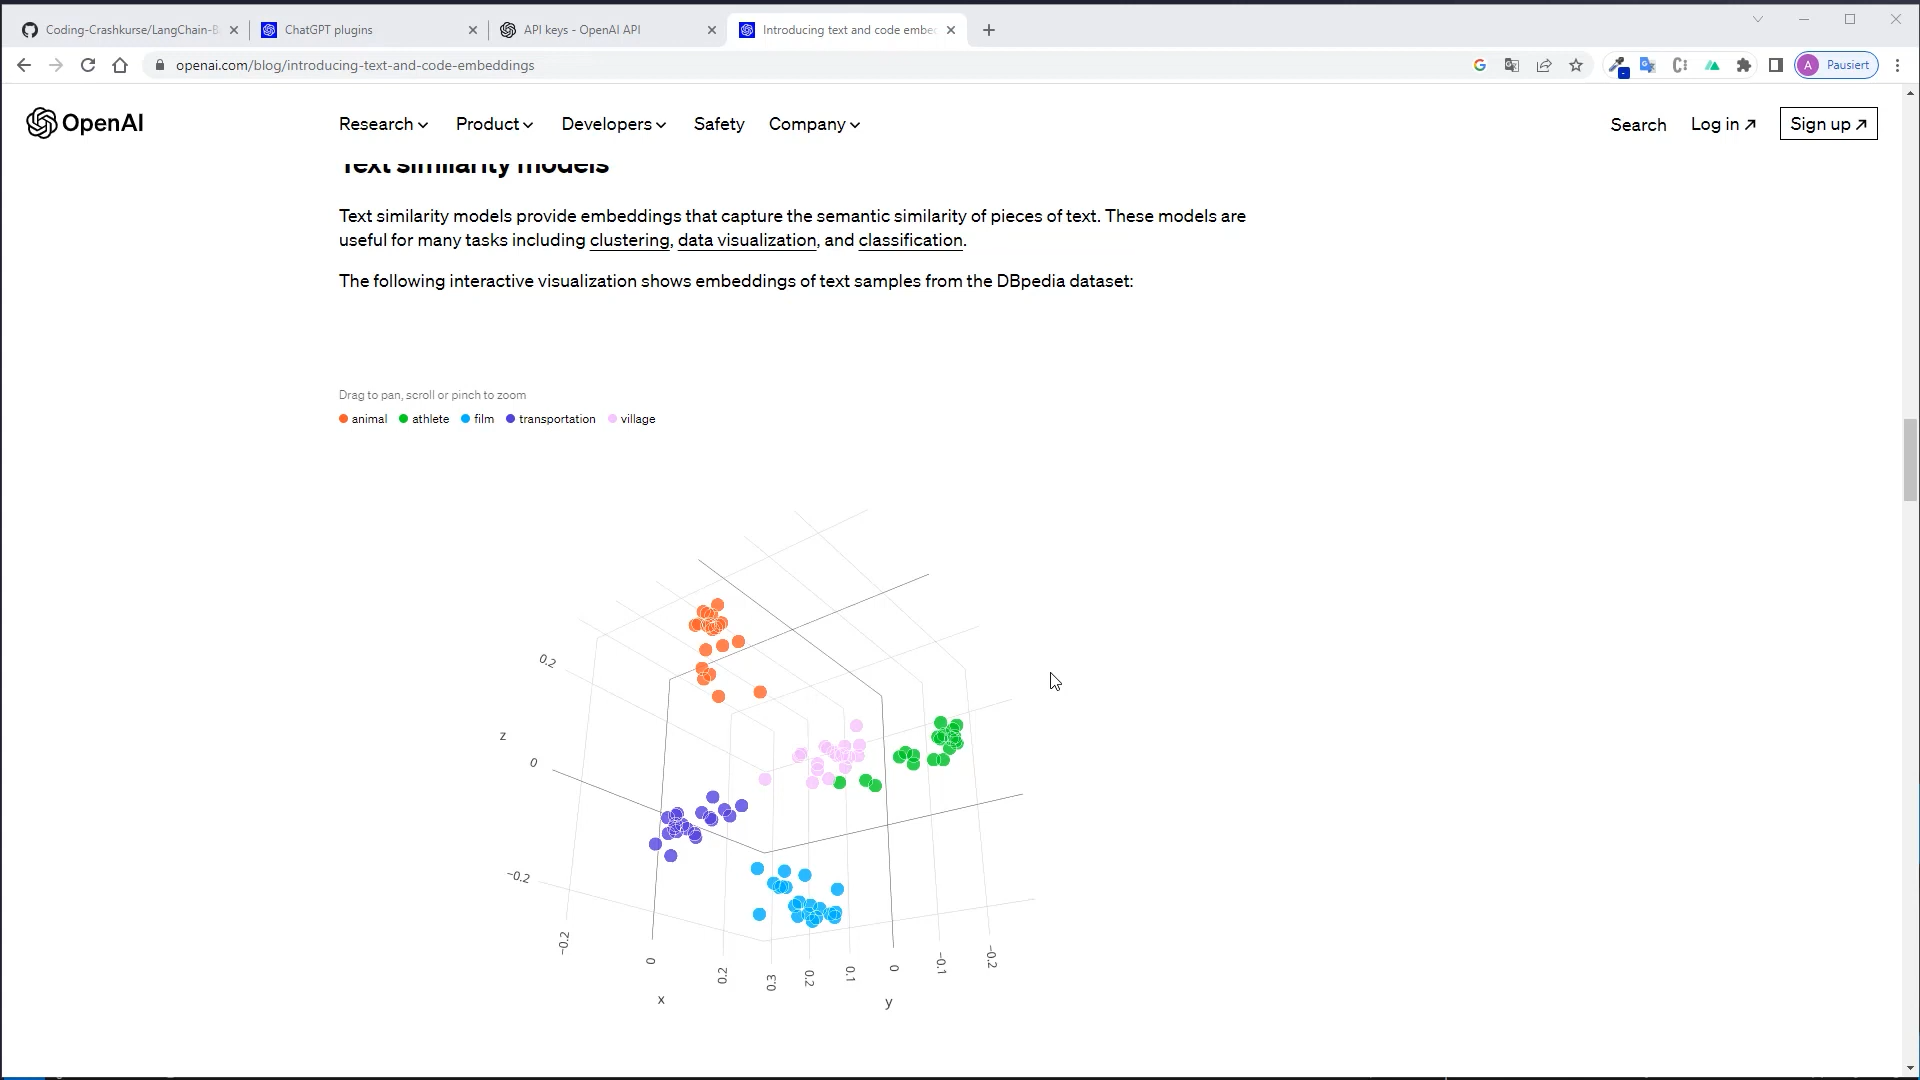 Coding-Crashkurse/LangChain-B
ChatGPT plugins
API keys - OpenAI API
Introducing text and code embe
openai.com/blog/introducing-text-and-code-embeddings
A Pausiert
OpenAI
Research
Product
Developers
Safety
Company
Search
Log in ↗
Sign up ↗
Text similarity models
Text similarity models provide embeddings that capture the semantic similarity of pieces of text. These models are
useful for many tasks including clustering, data visualization, and classification.
The following interactive visualization shows embeddings of text samples from the DBpedia dataset:
Drag to pan, scroll or pinch to zoom
animal athlete film transportation village
0.2
z
0
−0.2
−0.2
0
0.2
0.3
0.2
0.1
0
−0.1
−0.2
x
y